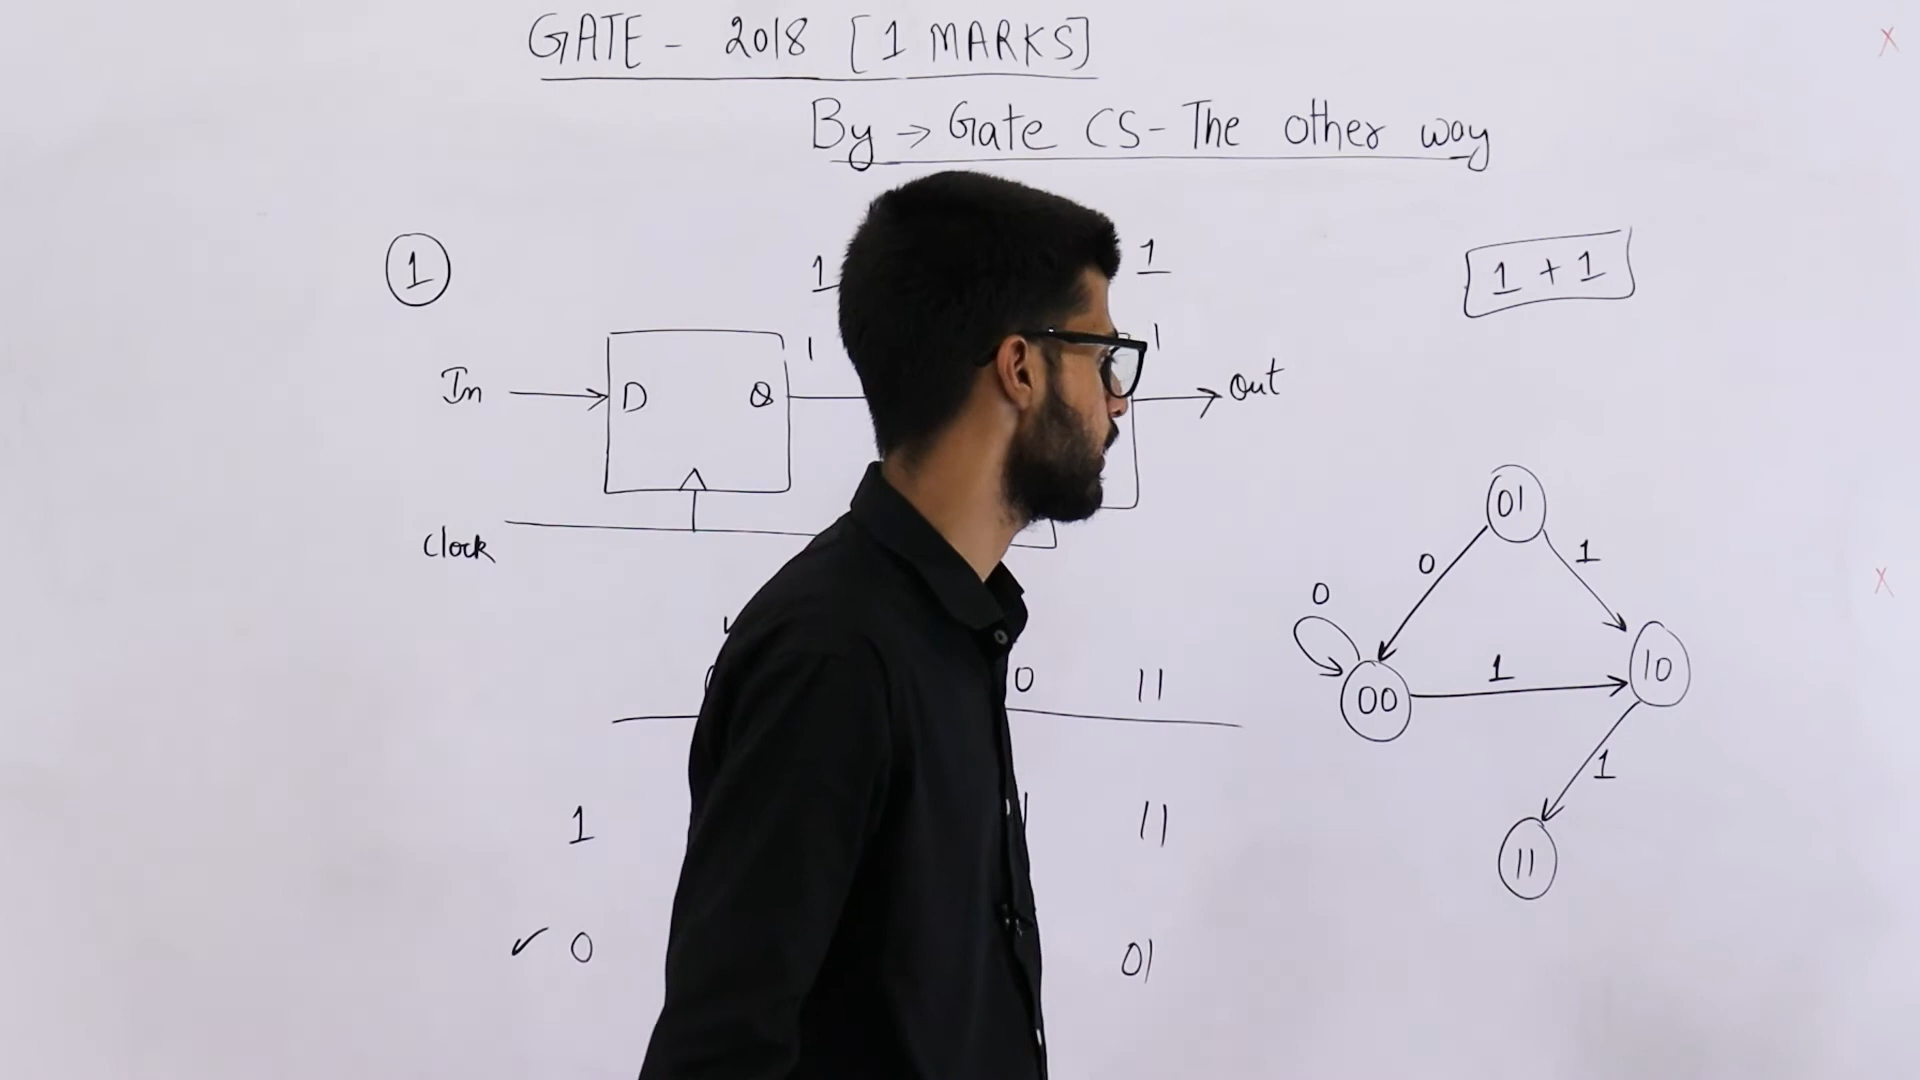 GATE - 2018 [1 MARKS]
By → Gate CS - The other way
1
1 1
1 + 1
1 1
In D Q Out
Clock
01
0 1
0
00 1 10
1
11
0 11
1 11
✓ 0 01